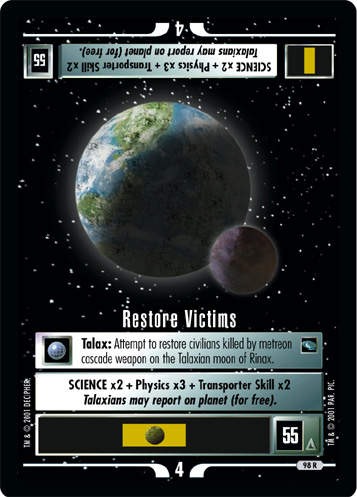 4
SCIENCE x2 + Physics x3 + Transporter Skill x2
Talaxians may report on planet (for free).
55
Restore Victims
Talax: Attempt to restore civilians killed by metreon
cascade weapon on the Talaxian moon of Rinax.
SCIENCE x2 + Physics x3 + Transporter Skill x2
Talaxians may report on planet (for free).
55
4
98 R
TM & © 2001 DECIPHER
TM & © 2001 PAR. PIC.